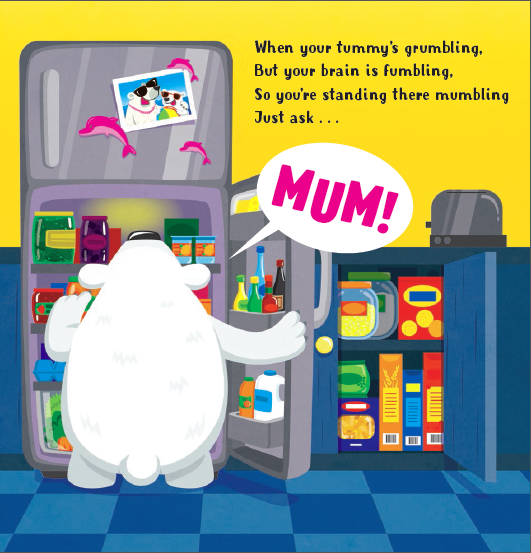 When your tummy's grumbling,
But your brain is fumbling,
So you're standing there mumbling
Just ask . . .
MUM!